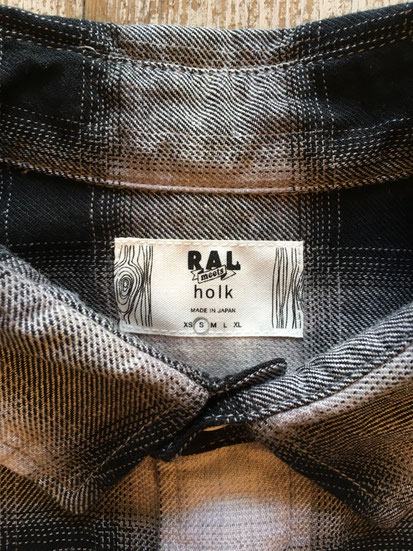 RAL
meets
holk
MADE IN JAPAN
XS S M L XL